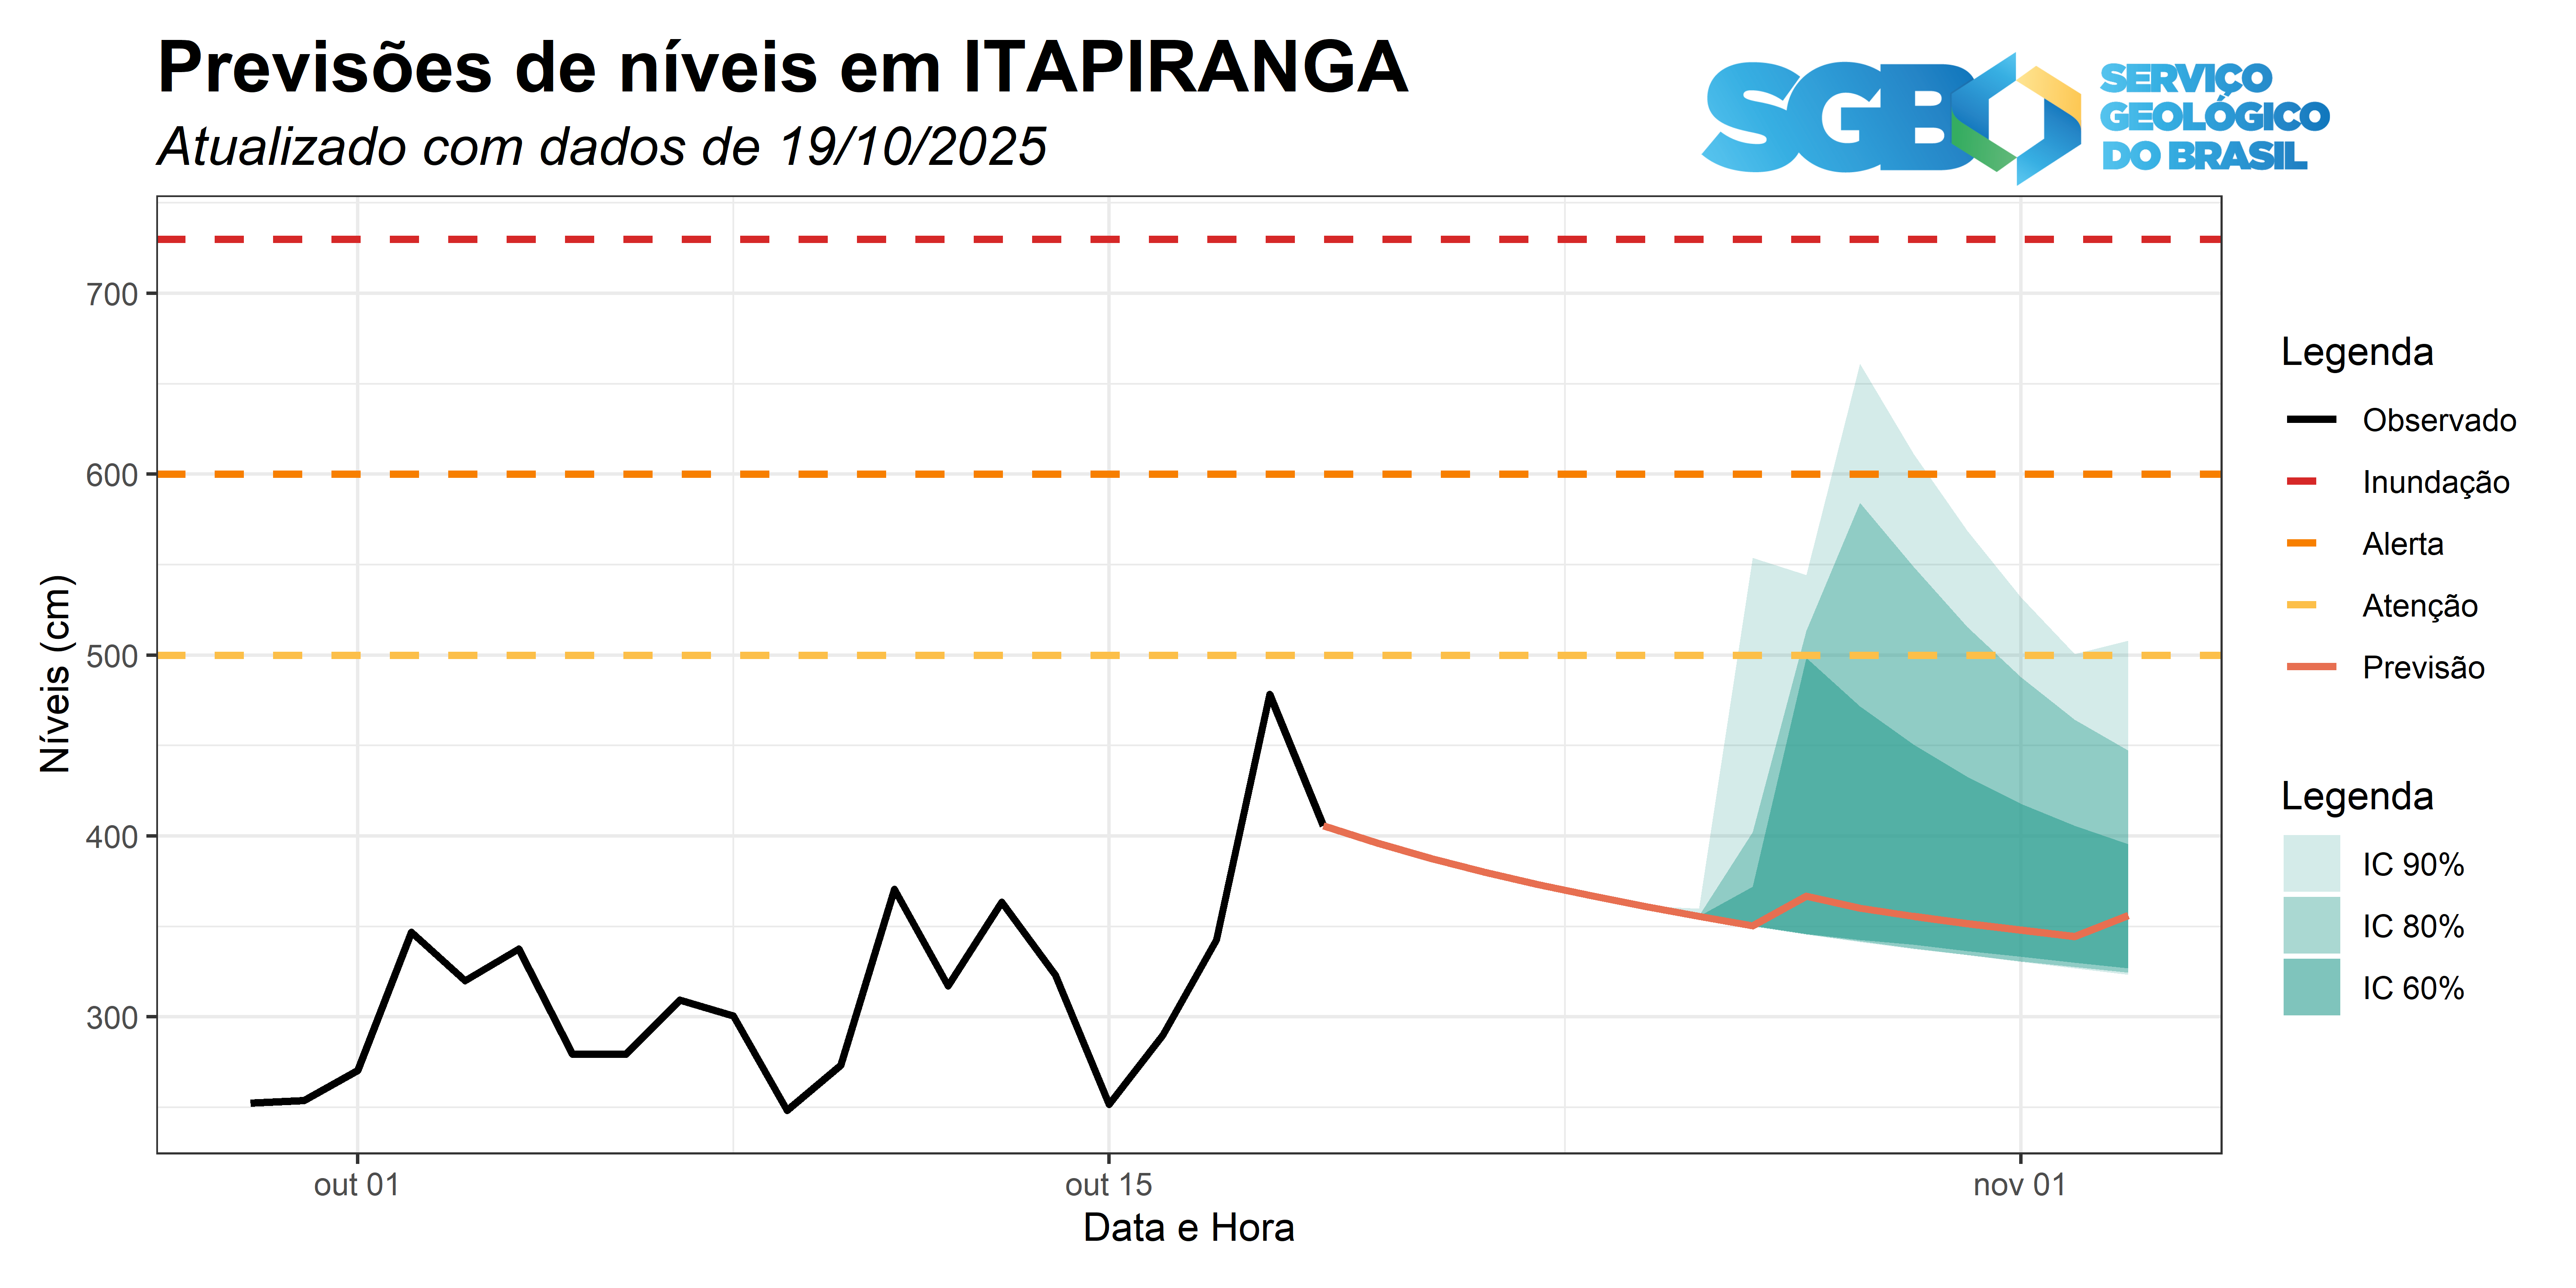 Previsões de níveis em ITAPIRANGA
Atualizado com dados de 19/10/2025
SGB
SERVIÇO
GEOLÓGICO
DO BRASIL
Níveis (cm)
700
600
500
400
300
out 01
out 15
nov 01
Data e Hora
Legenda
Observado
Inundação
Alerta
Atenção
Previsão
Legenda
IC 90%
IC 80%
IC 60%